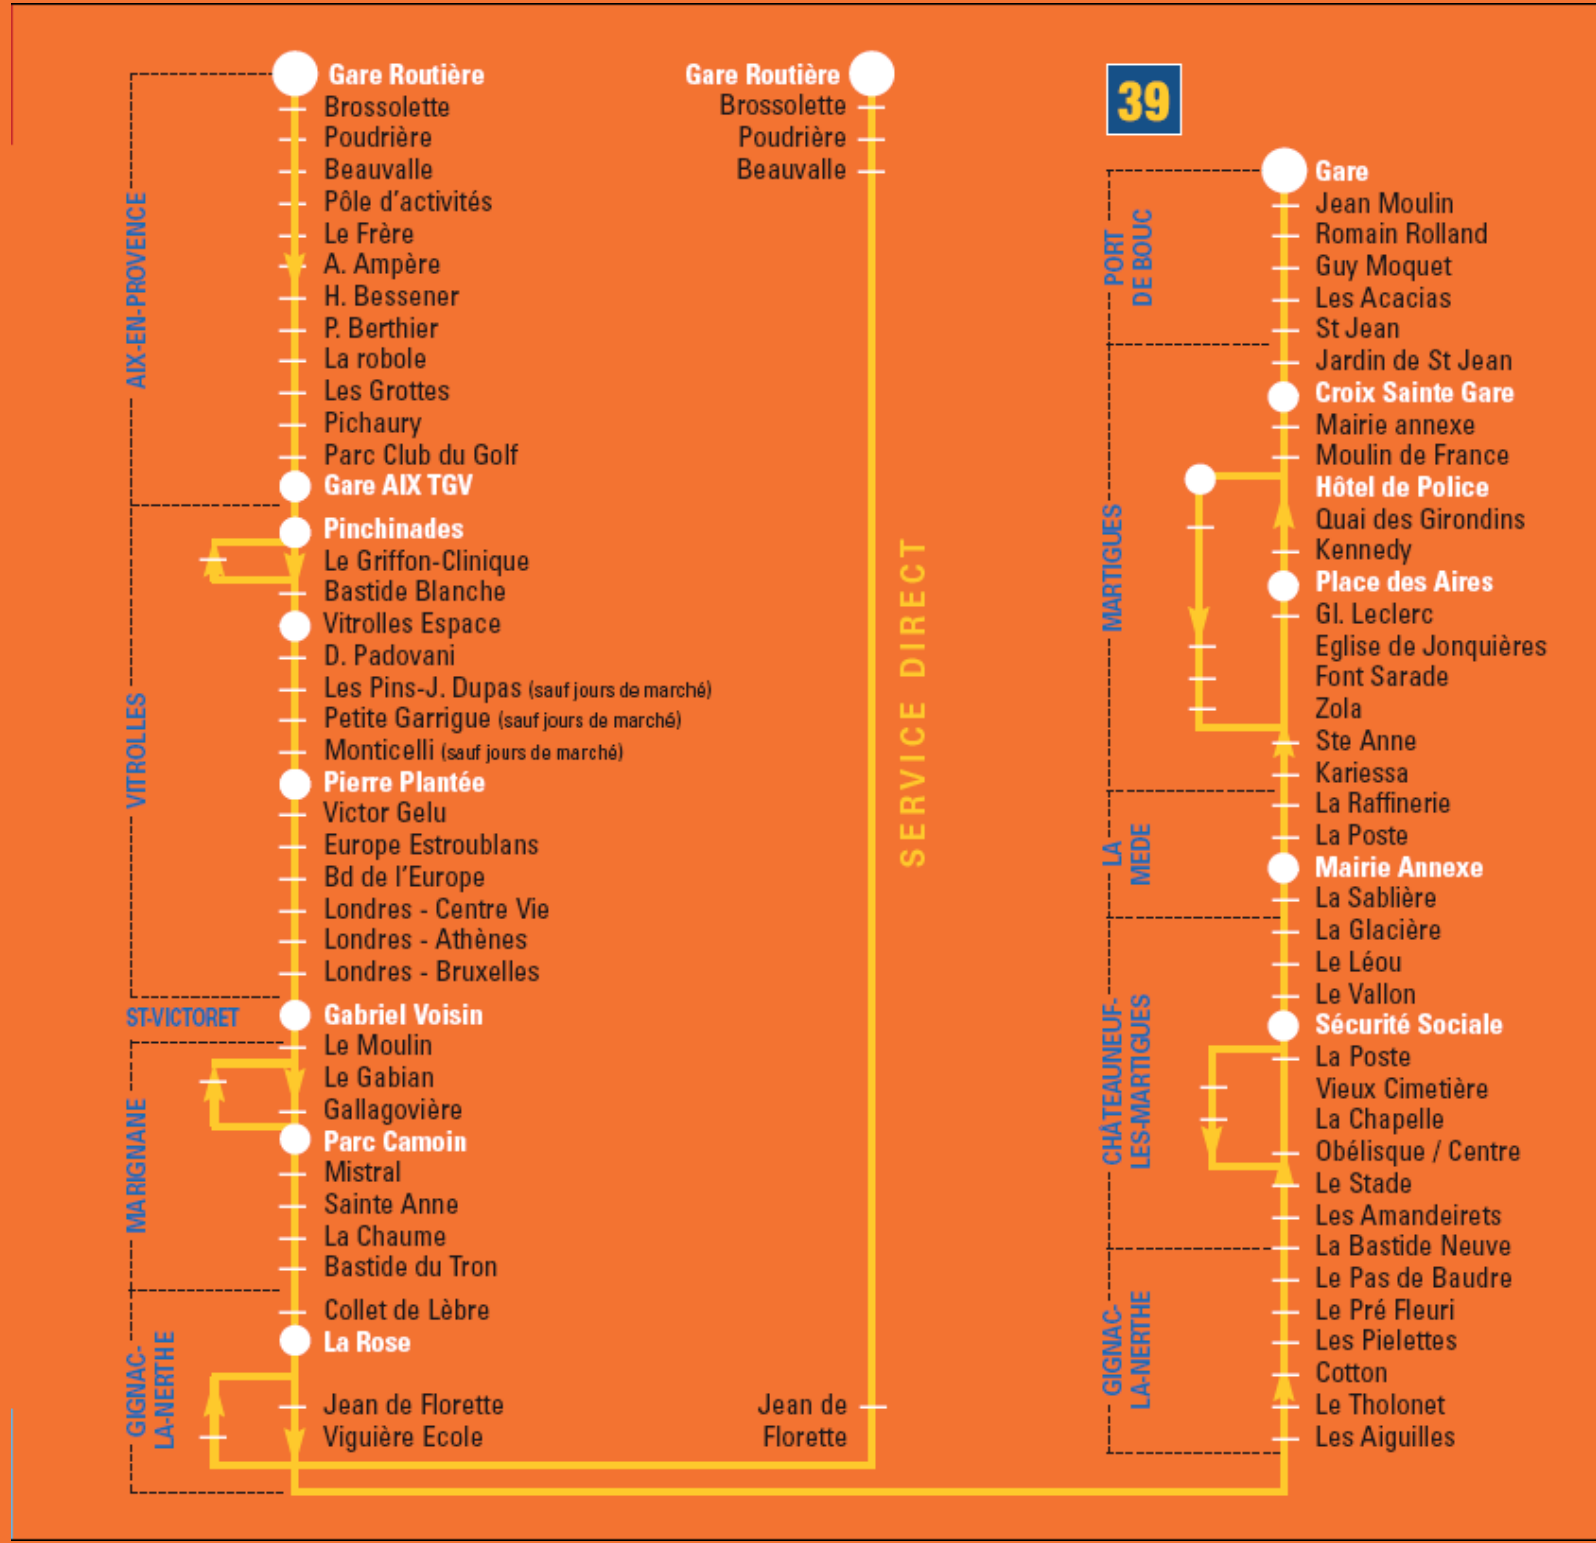 Gare Routière
Brossolette
Poudrière
Beauvalle
Pôle d'activités
Le Frère
A. Ampère
H. Bessener
P. Berthier
La robole
Les Grottes
Pichaury
Parc Club du Golf
Gare AIX TGV
AIX-EN-PROVENCE
Pinchinades
Le Griffon-Clinique
Bastide Blanche
Vitrolles Espace
D. Padovani
Les Pins-J. Dupas (sauf jours de marché)
Petite Garrigue (sauf jours de marché)
Monticelli (sauf jours de marché)
Pierre Plantée
Victor Gelu
Europe Estroublans
Bd de l'Europe
Londres - Centre Vie
Londres - Athènes
Londres - Bruxelles
VITROLLES
ST-VICTORET
Gabriel Voisin
Le Moulin
Le Gabian
Gallagovière
Parc Camoin
Mistral
Sainte Anne
La Chaume
Bastide du Tron
MARIGNANE
Collet de Lèbre
La Rose
Jean de Florette
Viguière Ecole
GIGNAC-
LA-NERTHE
Gare Routière
Brossolette
Poudrière
Beauvalle
SERVICE DIRECT
Jean de
Florette
39
Gare
Jean Moulin
Romain Rolland
Guy Moquet
Les Acacias
St Jean
PORT
DE BOUC
Jardin de St Jean
Croix Sainte Gare
Mairie annexe
Moulin de France
Hôtel de Police
Quai des Girondins
Kennedy
Place des Aires
Gl. Leclerc
Eglise de Jonquières
Font Sarade
Zola
Ste Anne
Kariessa
MARTIGUES
La Raffinerie
La Poste
Mairie Annexe
La Sablière
LA
MEDE
La Glacière
Le Léou
Le Vallon
Sécurité Sociale
La Poste
Vieux Cimetière
La Chapelle
Obélisque / Centre
Le Stade
Les Amandeirets
CHÂTEAUNEUF-
LES-MARTIGUES
La Bastide Neuve
Le Pas de Baudre
Le Pré Fleuri
Les Pielettes
Cotton
Le Tholonet
Les Aiguilles
GIGNAC-
LA-NERTHE